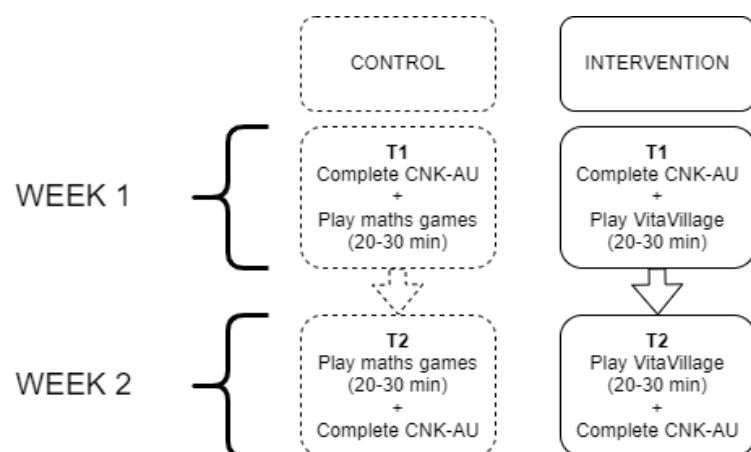 CONTROL
INTERVENTION
WEEK 1
T1
Complete CNK-AU
+
Play maths games
(20-30 min)
T1
Complete CNK-AU
+
Play VitaVillage
(20-30 min)
WEEK 2
T2
Play maths games
(20-30 min)
+
Complete CNK-AU
T2
Play VitaVillage
(20-30 min)
+
Complete CNK-AU